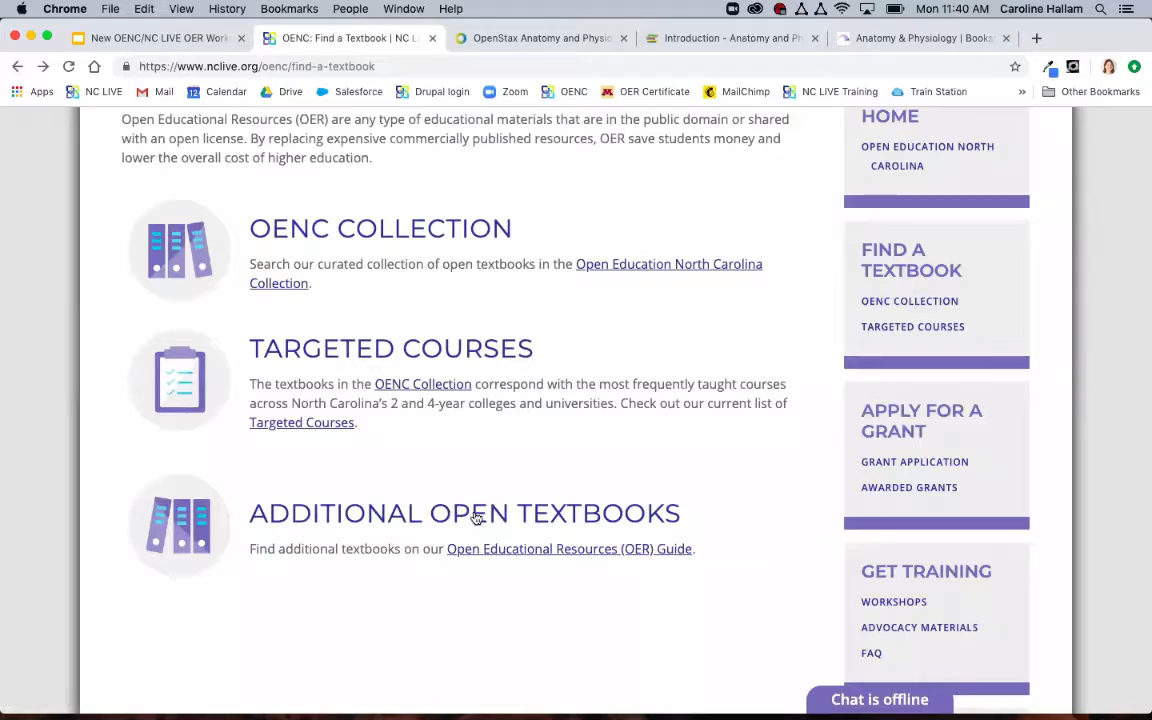 Chrome File Edit View History Bookmarks People Window Help Mon 11:40 AM Caroline Hallam
New OENC/NC LIVE OER Work
OENC: Find a Textbook | NC L
OpenStax Anatomy and Physio
Introduction - Anatomy and Ph
Anatomy & Physiology | Books
https://www.nclive.org/oenc/find-a-textbook
Apps NC LIVE Mail Calendar Drive Salesforce Drupal login Zoom OENC OER Certificate MailChimp NC LIVE Training Train Station » Other Bookmarks
Open Educational Resources (OER) are any type of educational materials that are in the public domain or shared
with an open license. By replacing expensive commercially published resources, OER save students money and
lower the overall cost of higher education.
OENC COLLECTION
Search our curated collection of open textbooks in the Open Education North Carolina
Collection.
TARGETED COURSES
The textbooks in the OENC Collection correspond with the most frequently taught courses
across North Carolina's 2 and 4-year colleges and universities. Check out our current list of
Targeted Courses.
ADDITIONAL OPEN TEXTBOOKS
Find additional textbooks on our Open Educational Resources (OER) Guide.
HOME
OPEN EDUCATION NORTH
CAROLINA
FIND A
TEXTBOOK
OENC COLLECTION
TARGETED COURSES
APPLY FOR A
GRANT
GRANT APPLICATION
AWARDED GRANTS
GET TRAINING
WORKSHOPS
ADVOCACY MATERIALS
FAQ
Chat is offline